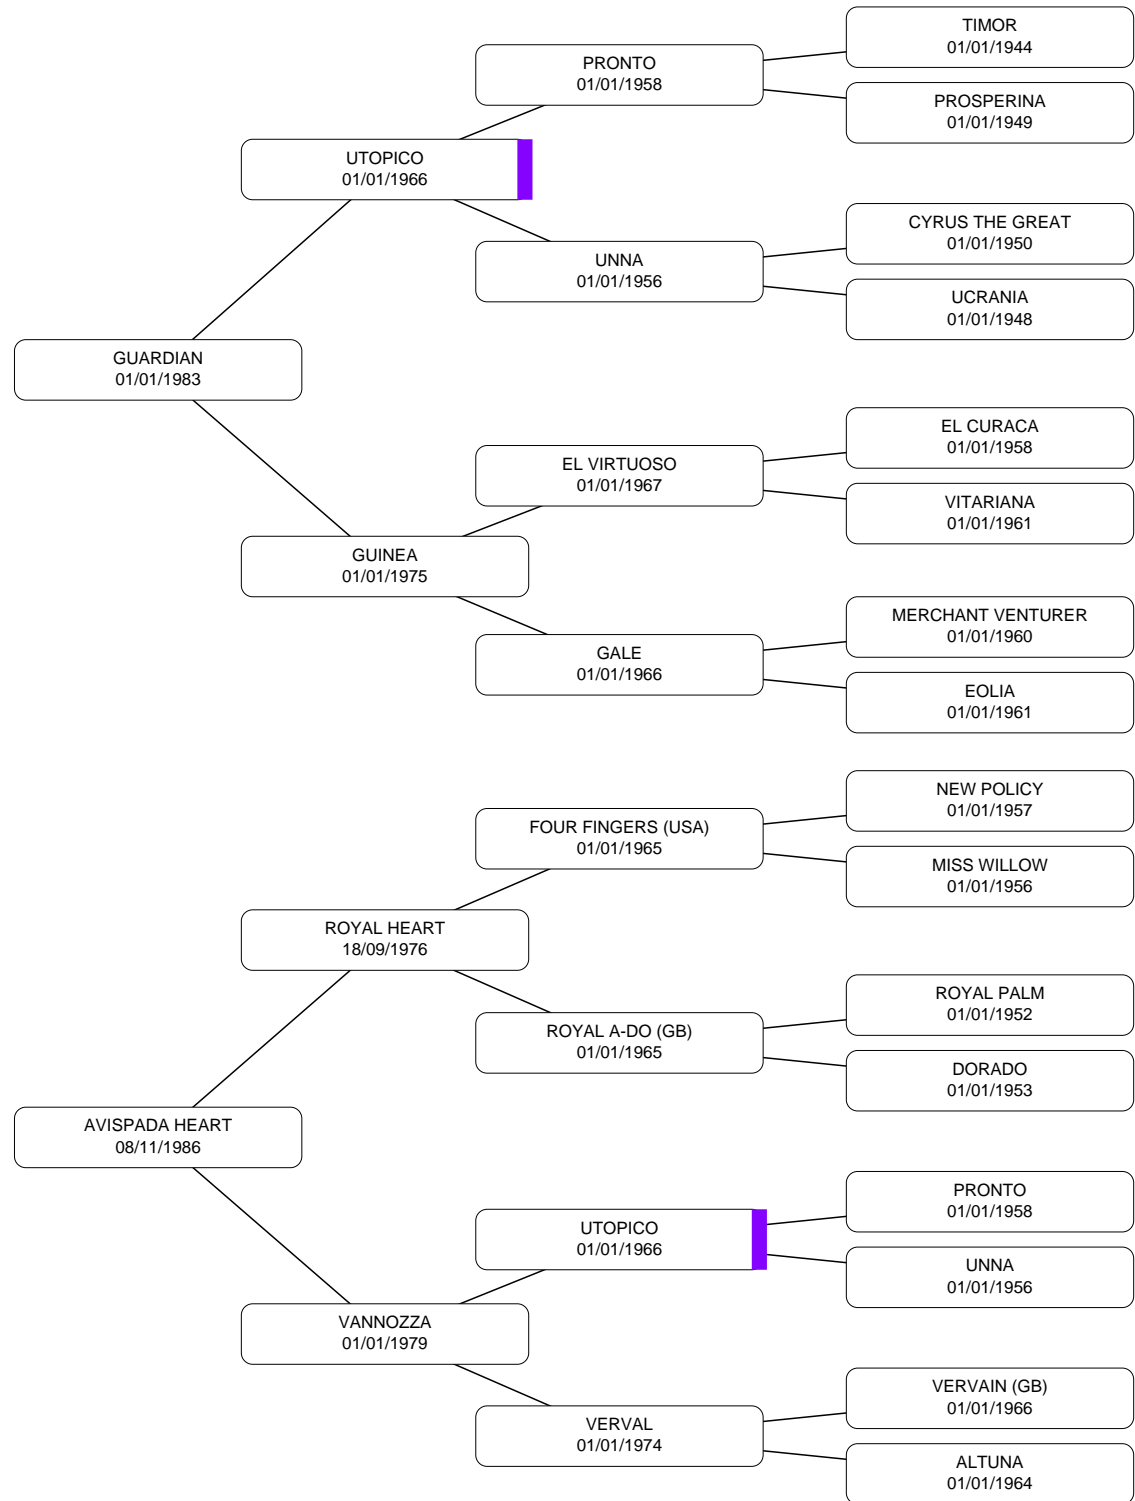 TIMOR
01/01/1944
PRONTO
01/01/1958
PROSPERINA
01/01/1949
UTOPICO
01/01/1966
CYRUS THE GREAT
01/01/1950
UNNA
01/01/1956
UCRANIA
01/01/1948
GUARDIAN
01/01/1983
EL CURACA
01/01/1958
EL VIRTUOSO
01/01/1967
VITARIANA
01/01/1961
GUINEA
01/01/1975
MERCHANT VENTURER
01/01/1960
GALE
01/01/1966
EOLIA
01/01/1961
NEW POLICY
01/01/1957
FOUR FINGERS (USA)
01/01/1965
MISS WILLOW
01/01/1956
ROYAL HEART
18/09/1976
ROYAL PALM
01/01/1952
ROYAL A-DO (GB)
01/01/1965
DORADO
01/01/1953
AVISPADA HEART
08/11/1986
PRONTO
01/01/1958
UTOPICO
01/01/1966
UNNA
01/01/1956
VANNOZZA
01/01/1979
VERVAIN (GB)
01/01/1966
VERVAL
01/01/1974
ALTUNA
01/01/1964